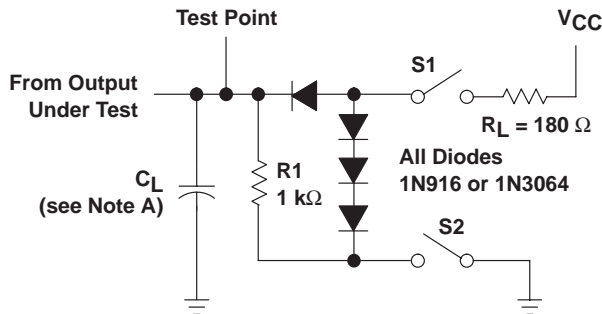 Test Point
VCC
S1
From Output
Under Test
RL = 180 Ω
R1
1 kΩ
All Diodes
1N916 or 1N3064
CL
(see Note A)
S2